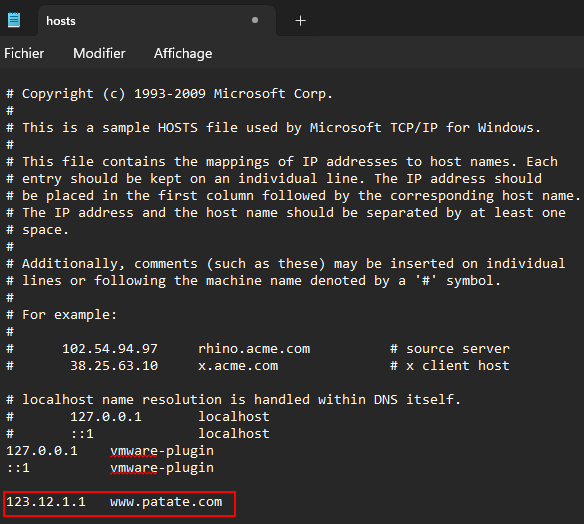 hosts
Fichier Modifier Affichage
# Copyright (c) 1993-2009 Microsoft Corp.
#
# This is a sample HOSTS file used by Microsoft TCP/IP for Windows.
#
# This file contains the mappings of IP addresses to host names. Each
# entry should be kept on an individual line. The IP address should
# be placed in the first column followed by the corresponding host name.
# The IP address and the host name should be separated by at least one
# space.
#
# Additionally, comments (such as these) may be inserted on individual
# lines or following the machine name denoted by a '#' symbol.
#
# For example:
#
#      102.54.94.97     rhino.acme.com          # source server
#       38.25.63.10     x.acme.com              # x client host
# localhost name resolution is handled within DNS itself.
#       127.0.0.1       localhost
#       ::1             localhost
127.0.0.1   vmware-plugin
::1          vmware-plugin
123.12.1.1   www.patate.com